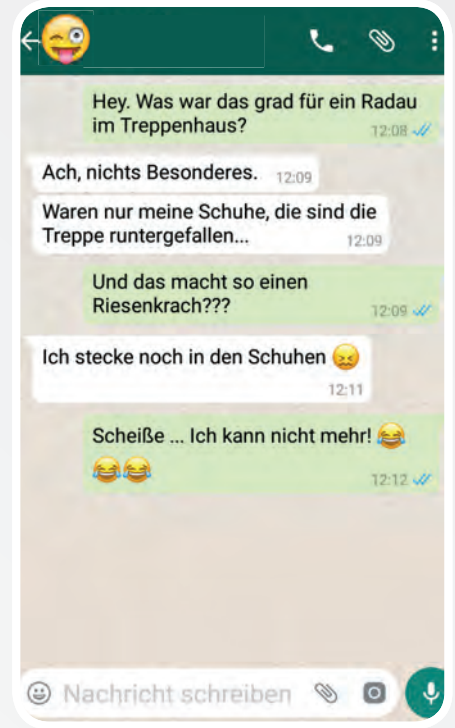 Hey. Was war das grad für ein Radau
im Treppenhaus?
12:08
Ach, nichts Besonderes. 12:09
Waren nur meine Schuhe, die sind die
Treppe runtergefallen...
12:09
Und das macht so einen
Riesenkrach???
12:09
Ich stecke noch in den Schuhen 😖
12:11
Scheiße ... Ich kann nicht mehr! 😂
😂😂
12:12
Nachricht schreiben